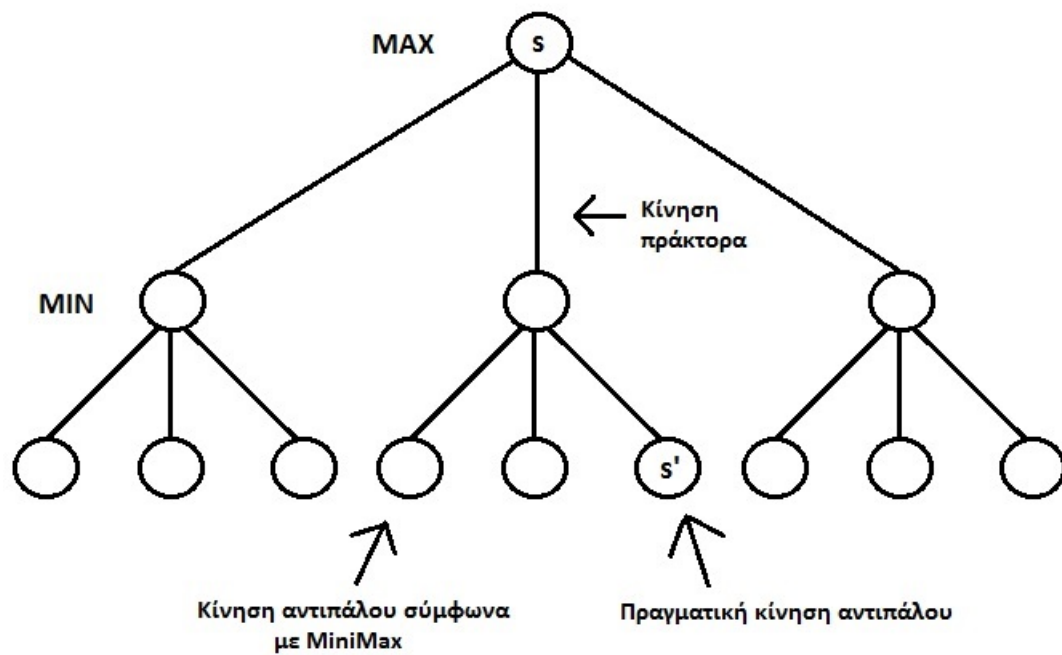 MAX
s
Κίνηση
πράκτορα
MIN
s'
Κίνηση αντιπάλου σύμφωνα
με MiniMax
Πραγματική κίνηση αντιπάλου